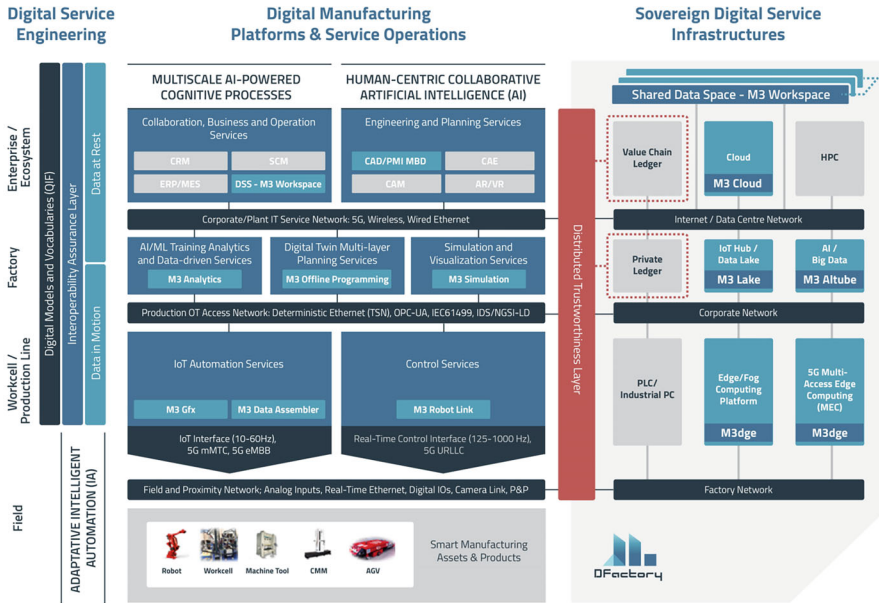 Digital Service
Engineering
Digital Manufacturing
Platforms & Service Operations
Sovereign Digital Service
Infrastructures
Enterprise /
Ecosystem
Factory
Workcell /
Production Line
Field
Digital Models and Vocabularies (QIF)
Interoperability Assurance Layer
Data at Rest
Data in Motion
ADAPTATIVE INTELLIGENT
AUTOMATION (IA)
MULTISCALE AI-POWERED
COGNITIVE PROCESSES
HUMAN-CENTRIC COLLABORATIVE
ARTIFICIAL INTELLIGENCE (AI)
Collaboration, Business and Operation
Services
CRM
SCM
ERP/MES
DSS - M3 Workspace
Engineering and Planning Services
CAD/PMI MBD
CAE
CAM
AR/VR
Corporate/Plant IT Service Network: 5G, Wireless, Wired Ethernet
AI/ML Training Analytics
and Data-driven Services
M3 Analytics
Digital Twin Multi-layer
Planning Services
M3 Offline Programming
Simulation and
Visualization Services
M3 Simulation
Production OT Access Network: Deterministic Ethernet (TSN), OPC-UA, IEC61499, IDS/NGSI-LD
IoT Automation Services
M3 Gfx
M3 Data Assembler
Control Services
M3 Robot Link
IoT Interface (10-60Hz),
5G mMTC, 5G eMBB
Real-Time Control Interface (125-1000 Hz),
5G URLLC
Field and Proximity Network; Analog Inputs, Real-Time Ethernet, Digital IOs, Camera Link, P&P
Robot
Workcell
Machine Tool
CMM
AGV
Smart Manufacturing
Assets & Products
Distributed Trustworthiness Layer
Shared Data Space - M3 Workspace
Value Chain
Ledger
Cloud
M3 Cloud
HPC
Internet / Data Centre Network
Private
Ledger
IoT Hub /
Data Lake
M3 Lake
AI /
Big Data
M3 Altube
Corporate Network
PLC/
Industrial PC
Edge/Fog
Computing
Platform
M3dge
5G Multi-
Access Edge
Computing
(MEC)
M3dge
Factory Network
DFactory